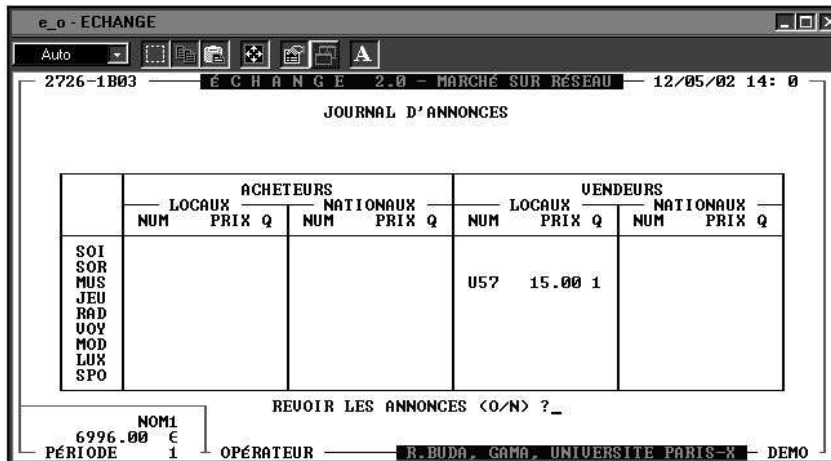 e_o - ECHANGE
Auto
A
2726-1B03 É C H A N G E 2.0 - MARCHÉ SUR RÉSEAU 12/05/02 14: 0
JOURNAL D'ANNONCES
ACHETEURS VENDEURS
LOCAUX NATIONAUX LOCAUX NATIONAUX
NUM PRIX Q NUM PRIX Q NUM PRIX Q NUM PRIX Q
SOI
SOR
MUS U57 15.00 1
JEU
RAD
VOY
MOD
LUX
SPO
REVOIR LES ANNONCES (O/N) ?_
NOM1
6996.00 €
PÉRIODE 1 OPÉRATEUR R.BUDA, GAMA, UNIVERSITE PARIS-X DEMO